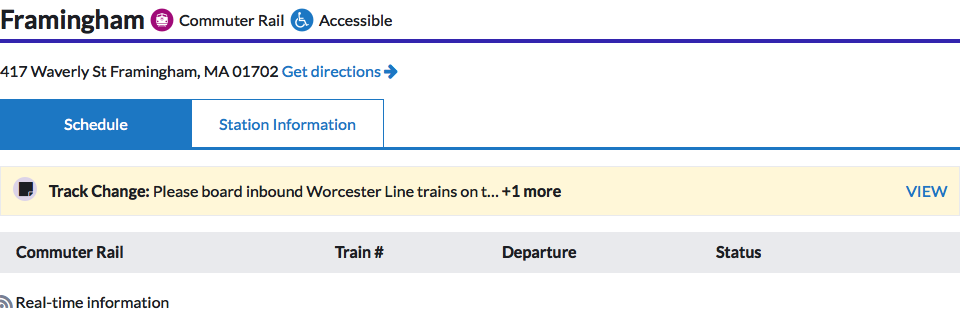 Framingham Commuter Rail Accessible
417 Waverly St Framingham, MA 01702 Get directions
Schedule Station Information
Track Change: Please board inbound Worcester Line trains on t... +1 more VIEW
Commuter Rail Train # Departure Status
Real-time information